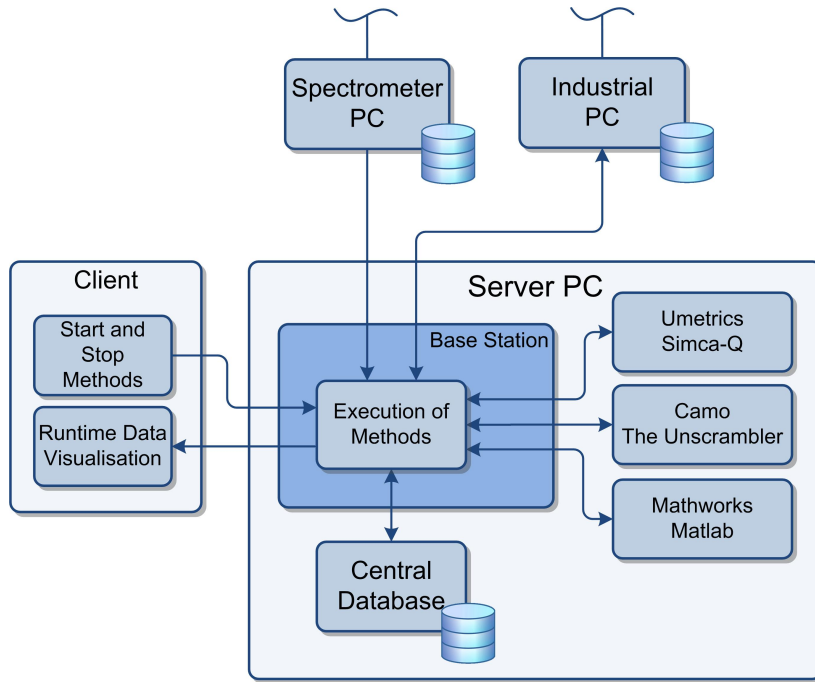 Spectrometer
PC
Industrial
PC
Client
Start and
Stop
Methods
Runtime Data
Visualisation
Server PC
Base Station
Execution of
Methods
Central
Database
Umetrics
Simca-Q
Camo
The Unscrambler
Mathworks
Matlab